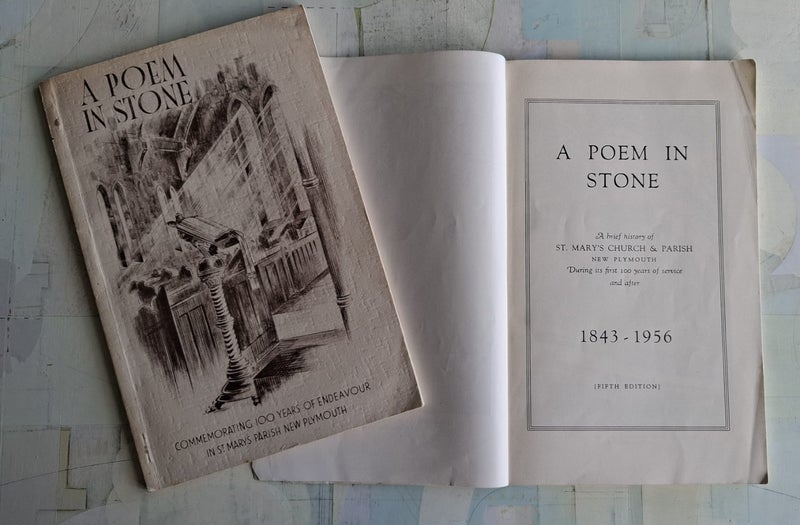 A POEM
IN STONE
COMMEMORATING 100 YEARS OF ENDEAVOUR
IN ST MARY'S PARISH NEW PLYMOUTH
A POEM IN
STONE
A brief history of
ST. MARY'S CHURCH & PARISH
NEW PLYMOUTH
During its first 100 years of service
and after
1843 - 1956
[FIFTH EDITION]